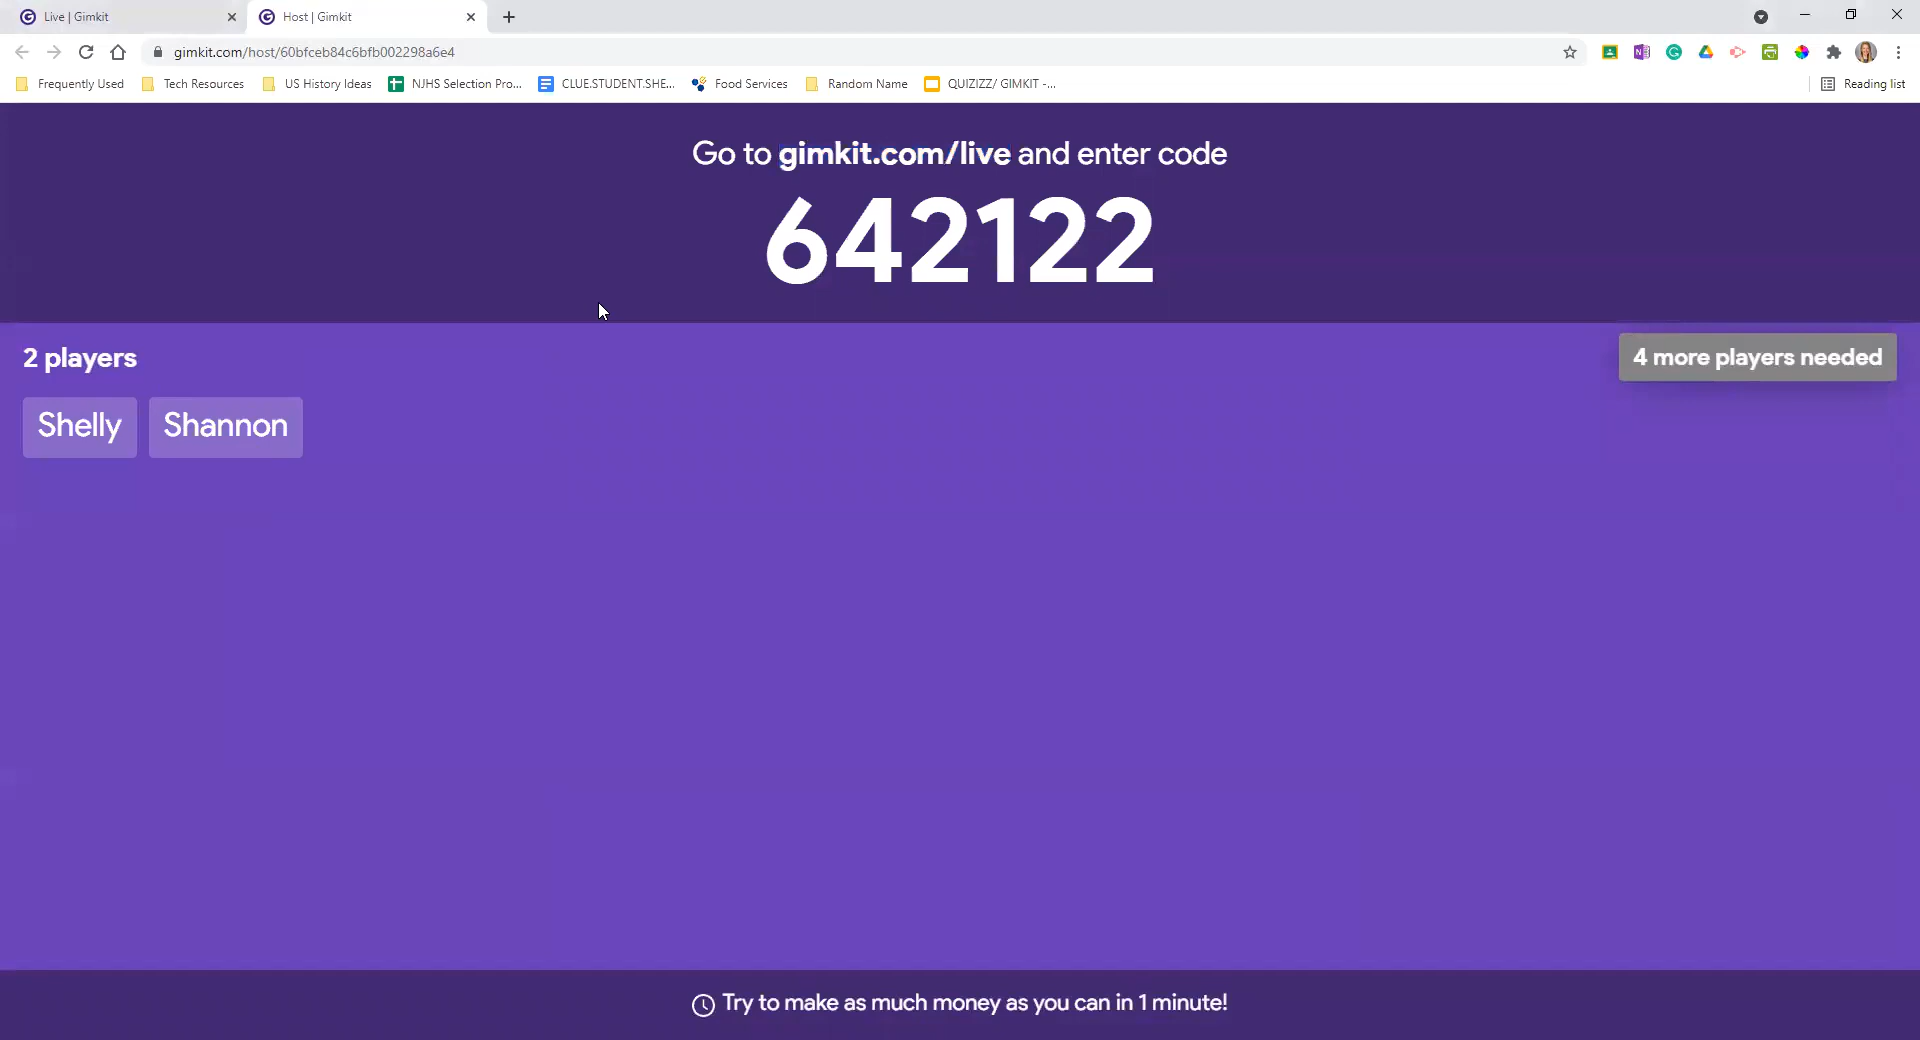 Live | Gimkit
Host | Gimkit
gimkit.com/host/60bfceb84c6bfb002298a6e4
Frequently Used
Tech Resources
US History Ideas
NJHS Selection Pro...
CLUE.STUDENT.SHE...
Food Services
Random Name
QUIZIZZ/ GIMKIT -...
Reading list
Go to gimkit.com/live and enter code
642122
2 players
4 more players needed
Shelly
Shannon
Try to make as much money as you can in 1 minute!